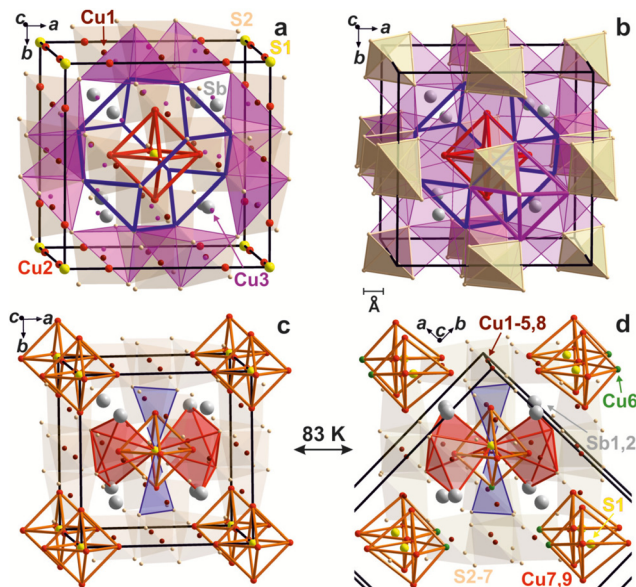 c a b
Cu1
S2
a
S1
Sb
Cu2
Cu3
c a b
b
Å
c a b
c
83 K
a c b
Cu1-5,8
d
Cu6
Sb1,2
S1
S2-7
Cu7,9